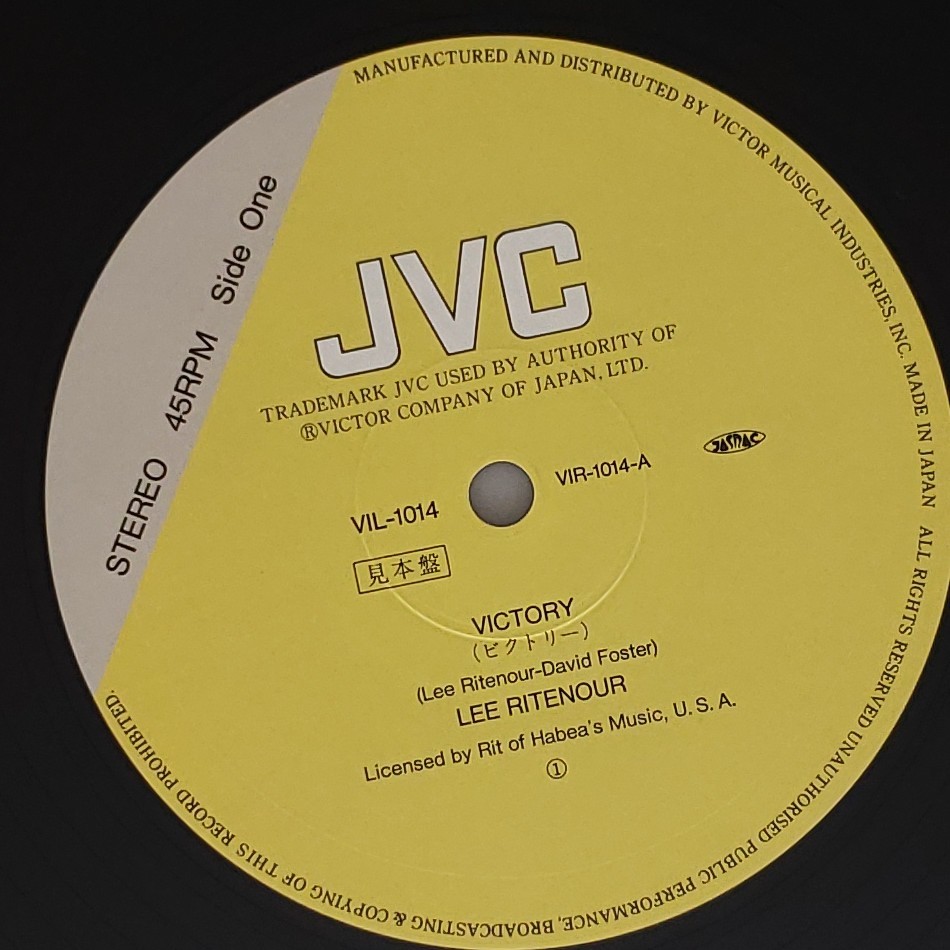 MANUFACTURED AND DISTRIBUTED BY VICTOR MUSICAL INDUSTRIES, INC. MADE IN JAPAN ALL RIGHTS RESERVED UNAUTHORISED PUBLIC PERFORMANCE, BROADCASTING & COPYING OF THIS RECORD PROHIBITED.
STEREO 45RPM Side One
JVC
TRADEMARK JVC USED BY AUTHORITY OF
®VICTOR COMPANY OF JAPAN, LTD.
JASRAC
VIL-1014
VIR-1014-A
見本盤
VICTORY
(ビクトリー)
(Lee Ritenour-David Foster)
LEE RITENOUR
Licensed by Rit of Habea's Music, U. S. A.
①